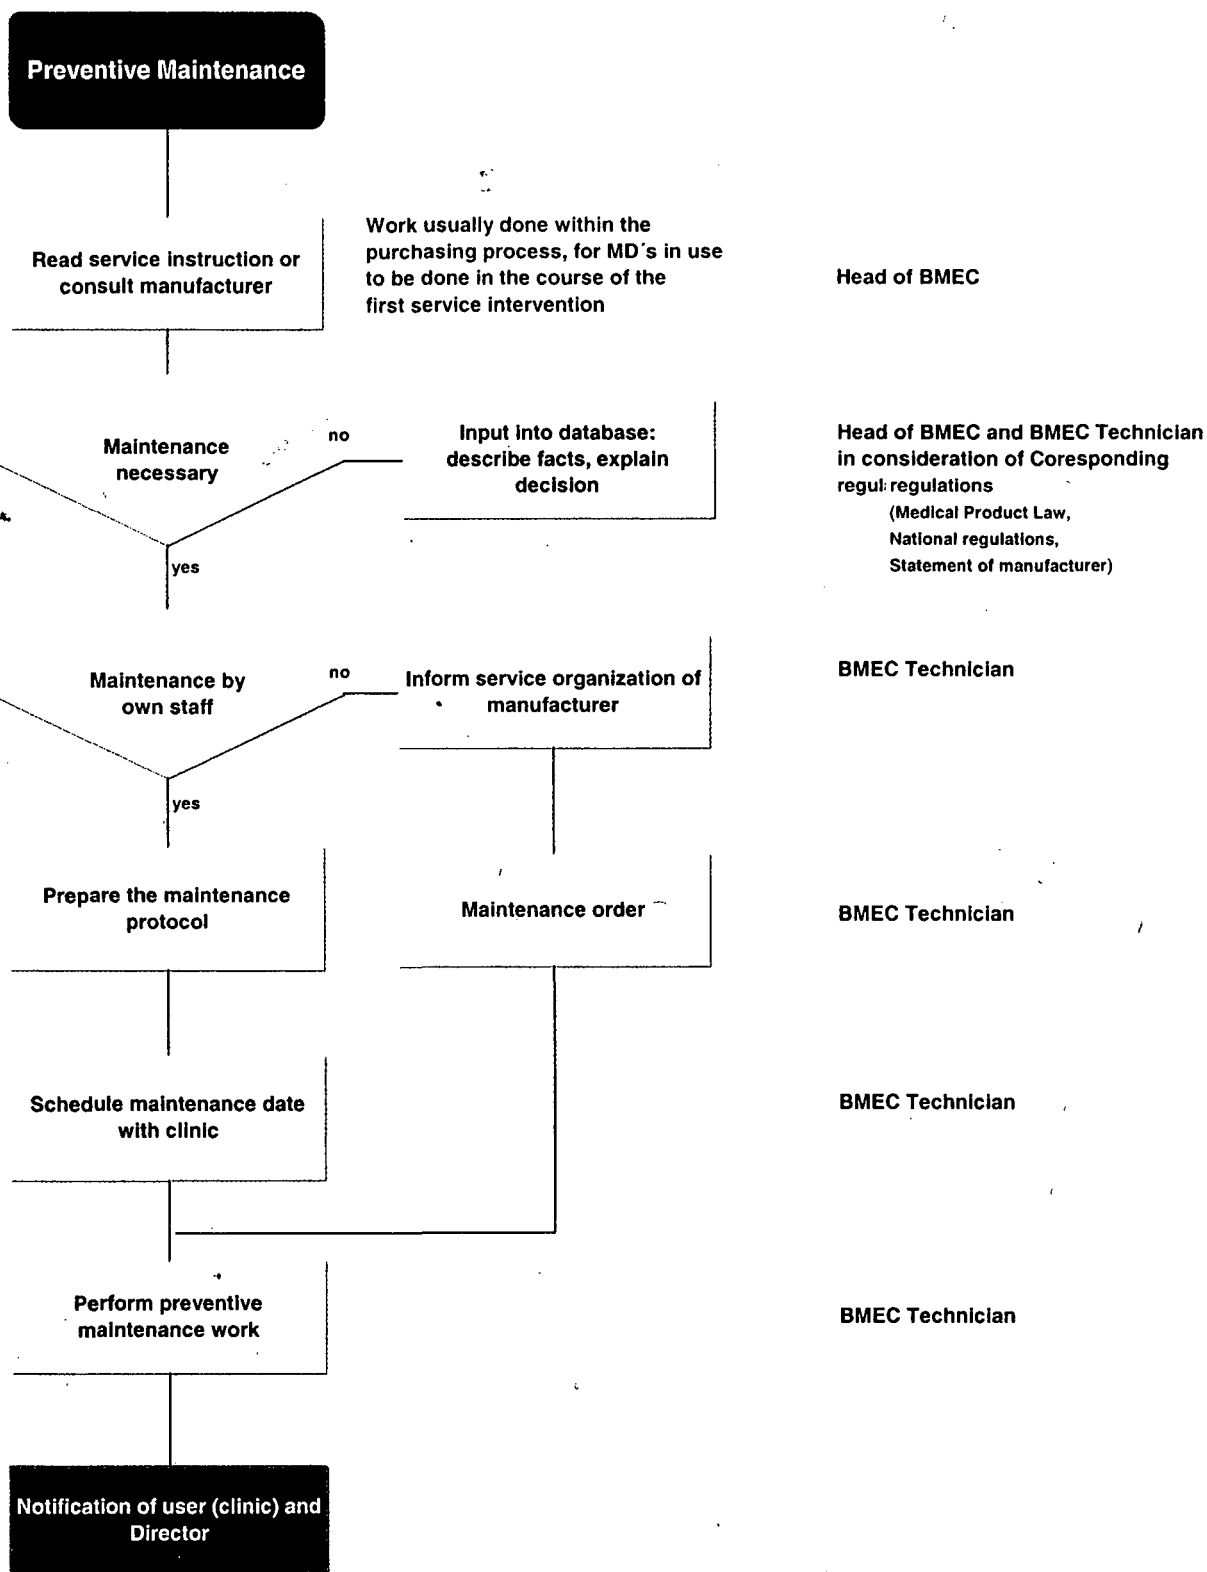 Preventive Maintenance
Read service instruction or
consult manufacturer
Work usually done within the
purchasing process, for MD´s in use
to be done in the course of the
first service intervention
Head of BMEC
Maintenance
necessary
no
yes
Input into database:
describe facts, explain
decision
Head of BMEC and BMEC Technician
in consideration of Coresponding
regul: regulations
(Medical Product Law,
National regulations,
Statement of manufacturer)
Maintenance by
own staff
no
yes
Inform service organization of
manufacturer
BMEC Technician
Prepare the maintenance
protocol
Maintenance order
BMEC Technician
Schedule maintenance date
with clinic
BMEC Technician
Perform preventive
maintenance work
BMEC Technician
Notification of user (clinic) and
Director